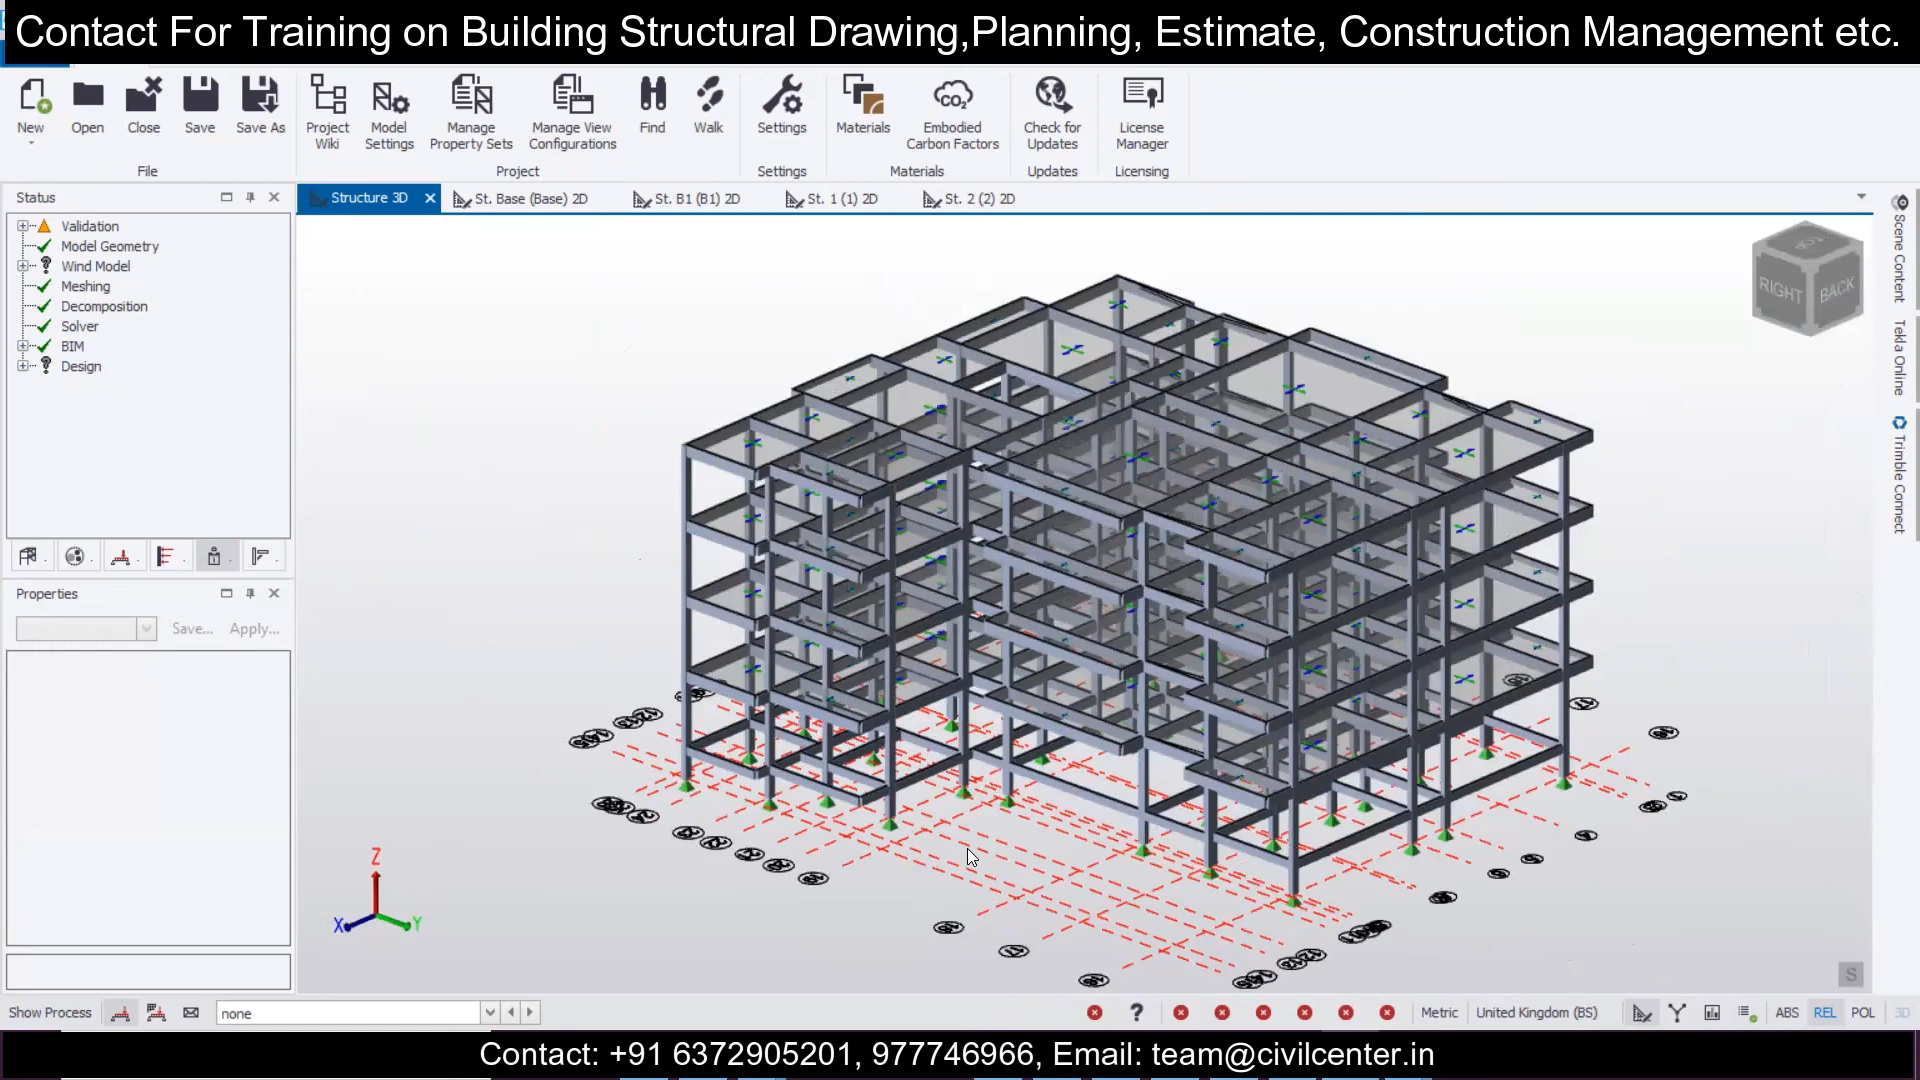 Contact For Training on Building Structural Drawing,Planning, Estimate, Construction Management etc.
New
Open
Close
Save
Save As
Project Wiki
Model Settings
Manage Property Sets
Manage View Configurations
Find
Walk
Settings
Materials
CO2
Embodied Carbon Factors
Check for Updates
License Manager
File
Project
Settings
Materials
Updates
Licensing
Status
Structure 3D
St. Base (Base) 2D
St. B1 (B1) 2D
St. 1 (1) 2D
St. 2 (2) 2D
Validation
Model Geometry
Wind Model
Meshing
Decomposition
Solver
BIM
Design
RIGHT
BACK
Scene Content
Tekla Online
Trimble Connect
Properties
Save...
Apply...
Z
X
Y
S
Show Process
none
Metric
United Kingdom (BS)
ABS
REL
POL
3D
Contact: +91 6372905201, 977746966, Email: team@civilcenter.in